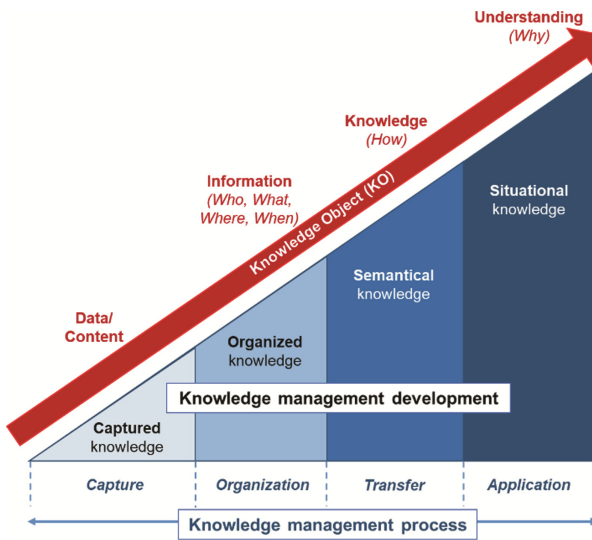 Understanding
(Why)
Knowledge
(How)
Information
(Who, What,
Where, When)
Knowledge Object (KO)
Data/
Content
Situational
knowledge
Semantical
knowledge
Organized
knowledge
Knowledge management development
Captured
knowledge
Capture
Organization
Transfer
Application
Knowledge management process